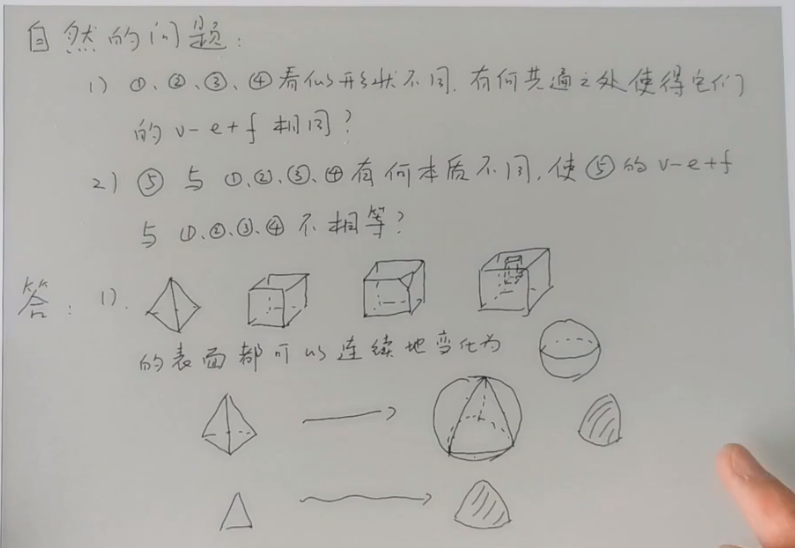 自然的问题：
1) ①、②、③、④看似形状不同，有何共通之处使得它们
的 v-e+f 相同？
2) ⑤ 与 ①、②、③、④有何本质不同，使⑤的 v-e+f
与 ①、②、③、④ 不相等？
答：1).
的表面都可以连续地变化为